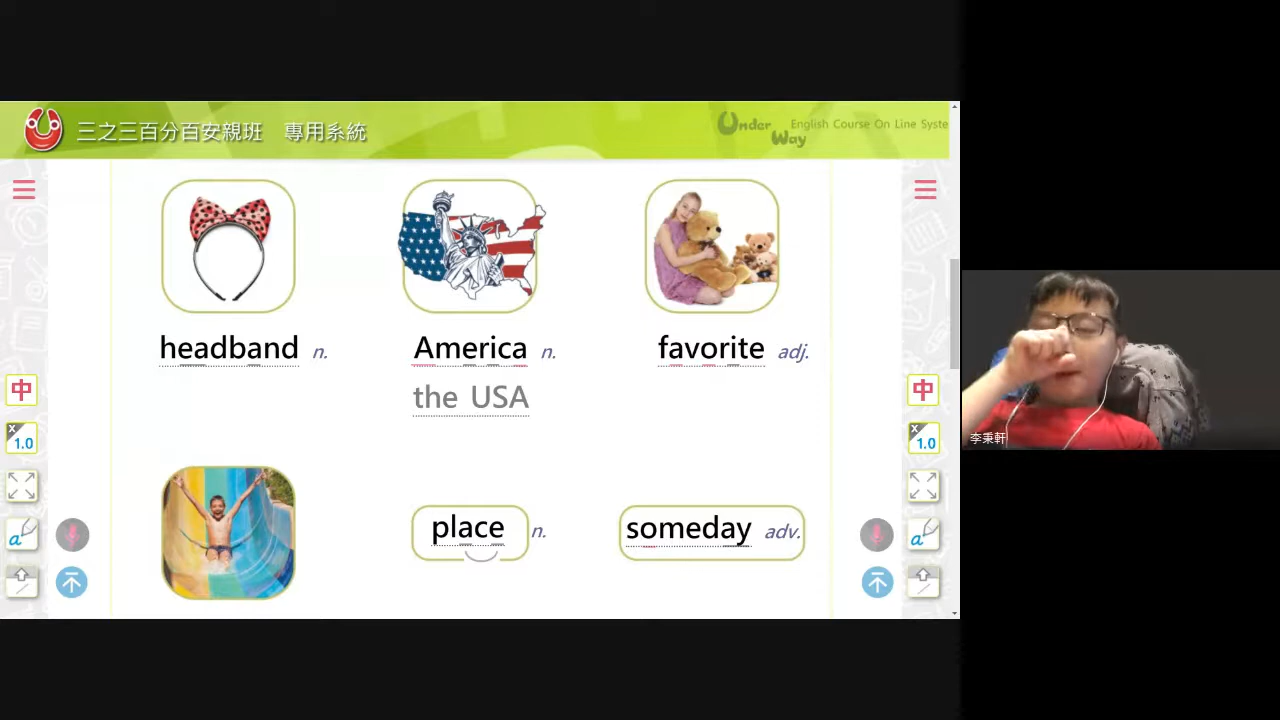 三之三百分百安親班 專用系統
Under Way English Course On Line Syste
headband n.
America n.
favorite adj.
the USA
place n.
someday adv.
中
中
x 1.0
x 1.0
a
a
李秉軒